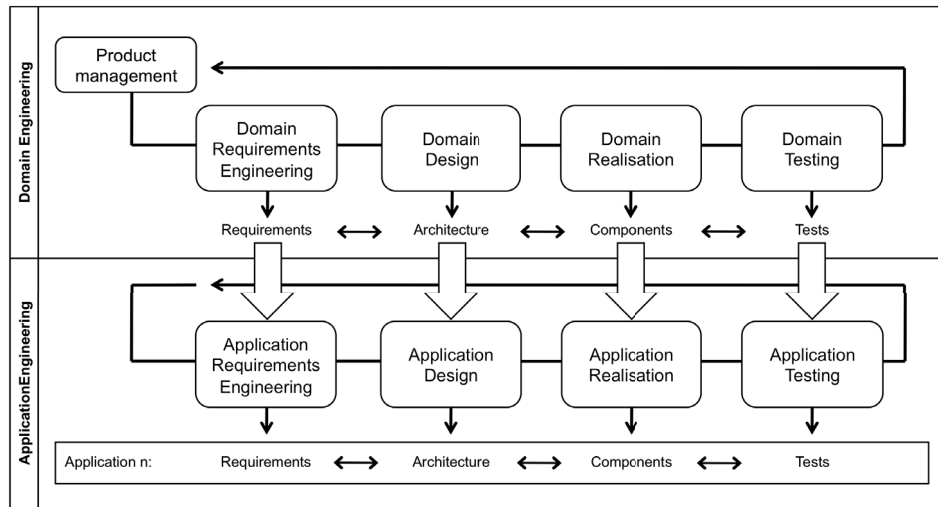 Domain Engineering
Product
management
Domain
Requirements
Engineering
Domain
Design
Domain
Realisation
Domain
Testing
Requirements
Architecture
Components
Tests
ApplicationEngineering
Application
Requirements
Engineering
Application
Design
Application
Realisation
Application
Testing
Application n:
Requirements
Architecture
Components
Tests